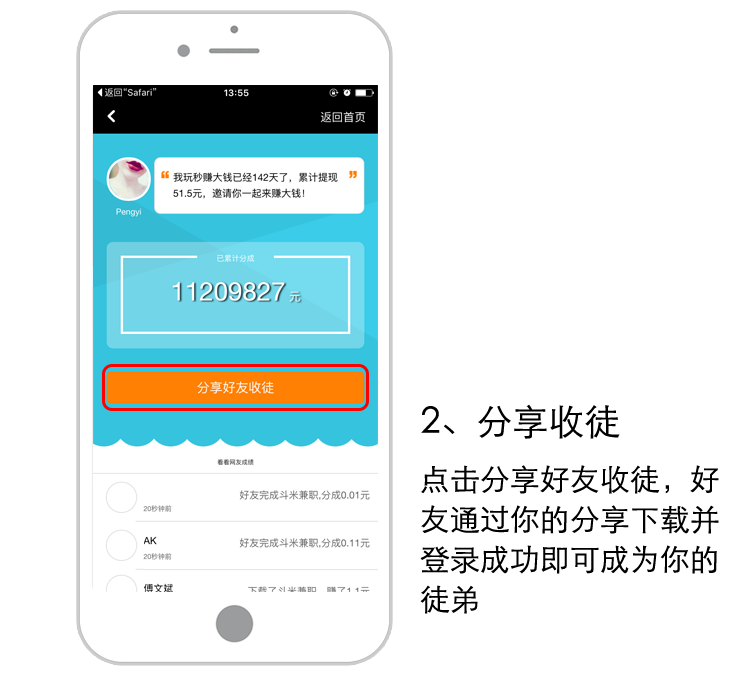 返回“Safari”
13:55
返回首页
“ 我玩秒赚大钱已经142天了，累计提现 ”
51.5元，邀请你一起来赚大钱！
Pengyi
已累计分成
11209827 元
分享好友收徒
看看网友成绩
好友完成斗米兼职,分成0.01元
20秒钟前
AK
好友完成斗米兼职,分成0.11元
20秒钟前
傅文斌
下载了斗米兼职，赚了1.1元
2、分享收徒
点击分享好友收徒，好
友通过你的分享下载并
登录成功即可成为你的
徒弟